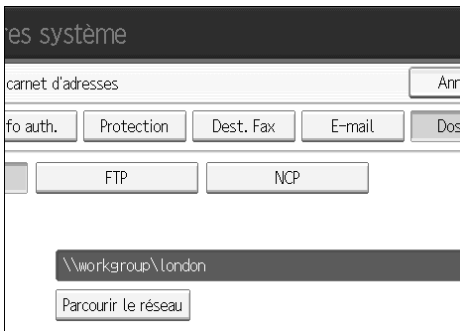 res système
carnet d'adresses Ann
fo auth. Protection Dest. Fax E-mail Dos
FTP NCP
\\workgroup\london
Parcourir le réseau